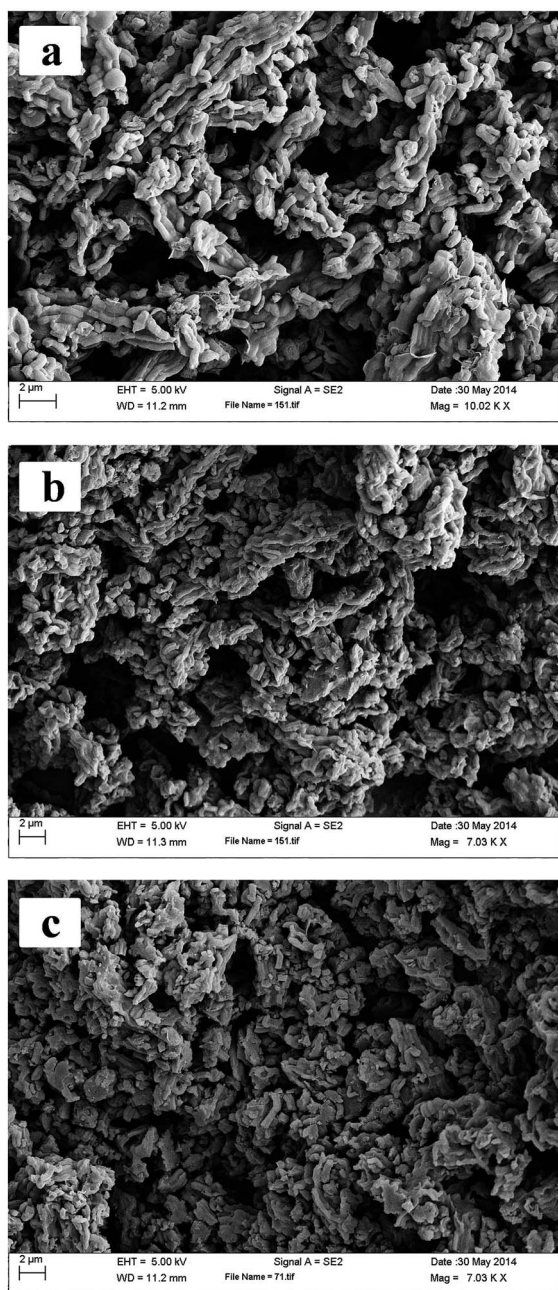 a
2 µm EHT = 5.00 kV Signal A = SE2 Date :30 May 2014
WD = 11.2 mm File Name = 151.tif Mag = 10.02 K X
b
2 µm EHT = 5.00 kV Signal A = SE2 Date :30 May 2014
WD = 11.3 mm File Name = 151.tif Mag = 7.03 K X
c
2 µm EHT = 5.00 kV Signal A = SE2 Date :30 May 2014
WD = 11.2 mm File Name = 71.tif Mag = 7.03 K X